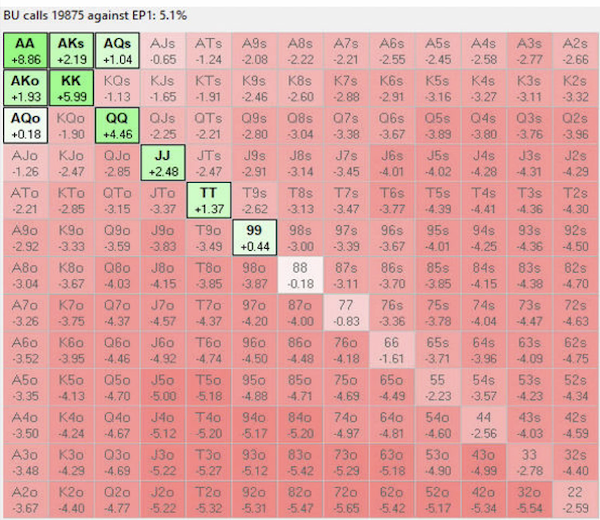 BU calls 19875 against EP1: 5.1%
AA AKs AQs AJs ATs A9s A8s A7s A6s A5s A4s A3s A2s
+8.86 +2.19 +1.04 -0.65 -1.24 -2.08 -2.22 -2.21 -2.55 -2.45 -2.58 -2.77 -2.66
AKo KK KQs KJs KTs K9s K8s K7s K6s K5s K4s K3s K2s
+1.93 +5.99 -1.13 -1.65 -1.91 -2.46 -2.60 -2.88 -2.91 -3.16 -3.27 -3.11 -3.32
AQo KQo QQ QJs QTs Q9s Q8s Q7s Q6s Q5s Q4s Q3s Q2s
+0.18 -1.90 +4.46 -2.25 -2.21 -2.80 -3.04 -3.38 -3.67 -3.89 -3.80 -3.76 -3.96
AJo KJo QJo JJ JTs J9s J8s J7s J6s J5s J4s J3s J2s
-1.26 -2.47 -2.85 +2.48 -2.47 -2.91 -3.14 -3.45 -4.01 -4.02 -4.28 -4.31 -4.29
ATo KTo QTo JTo TT T9s T8s T7s T6s T5s T4s T3s T2s
-2.21 -2.85 -3.15 -3.37 +1.37 -2.62 -3.13 -3.47 -3.77 -4.39 -4.41 -4.36 -4.30
A9o K9o Q9o J9o T9o 99 98s 97s 96s 95s 94s 93s 92s
-2.92 -3.33 -3.59 -3.83 -3.49 +0.44 -3.00 -3.39 -3.67 -4.01 -4.25 -4.36 -4.50
A8o K8o Q8o J8o T8o 98o 88 87s 86s 85s 84s 83s 82s
-3.04 -3.67 -4.03 -4.15 -3.85 -3.87 -0.18 -3.11 -3.70 -3.85 -4.15 -4.38 -4.70
A7o K7o Q7o J7o T7o 97o 87o 77 76s 75s 74s 73s 72s
-3.26 -3.75 -4.37 -4.57 -4.37 -4.20 -4.00 -0.83 -3.36 -3.78 -4.04 -4.47 -4.63
A6o K6o Q6o J6o T6o 96o 86o 76o 66 65s 64s 63s 62s
-3.52 -3.95 -4.46 -4.92 -4.74 -4.50 -4.48 -4.18 -1.61 -3.71 -3.96 -4.09 -4.75
A5o K5o Q5o J5o T5o 95o 85o 75o 65o 55 54s 53s 52s
-3.35 -4.13 -4.70 -5.00 -5.18 -4.88 -4.71 -4.69 -4.49 -2.23 -3.57 -4.23 -4.34
A4o K4o Q4o J4o T4o 94o 84o 74o 64o 54o 44 43s 42s
-3.50 -4.24 -4.67 -5.12 -5.20 -5.17 -5.20 -4.97 -4.81 -4.60 -2.56 -4.03 -4.59
A3o K3o Q3o J3o T3o 93o 83o 73o 63o 53o 43o 33 32s
-3.48 -4.29 -4.69 -5.22 -5.27 -5.12 -5.42 -5.29 -5.18 -4.90 -4.99 -2.78 -4.40
A2o K2o Q2o J2o T2o 92o 82o 72o 62o 52o 42o 32o 22
-3.67 -4.40 -4.77 -5.22 -5.32 -5.31 -5.47 -5.65 -5.42 -5.17 -5.34 -5.54 -2.59